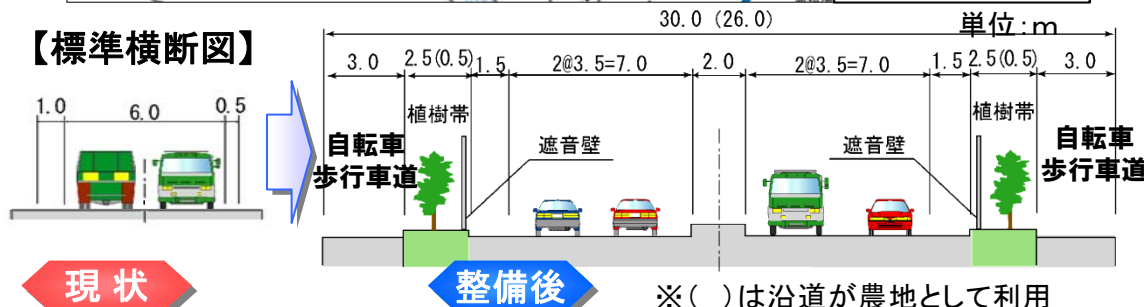 30.0 (26.0)
単位:m
【標準横断図】
3.0 2.5(0.5) 1.5 2@3.5=7.0 2.0 2@3.5=7.0 1.5 2.5(0.5) 3.0
1.0 6.0 0.5
植樹帯 植樹帯
自転車 遮音壁 遮音壁 自転車
歩行車道 歩行車道
現状 整備後 ※( )は沿道が農地として利用